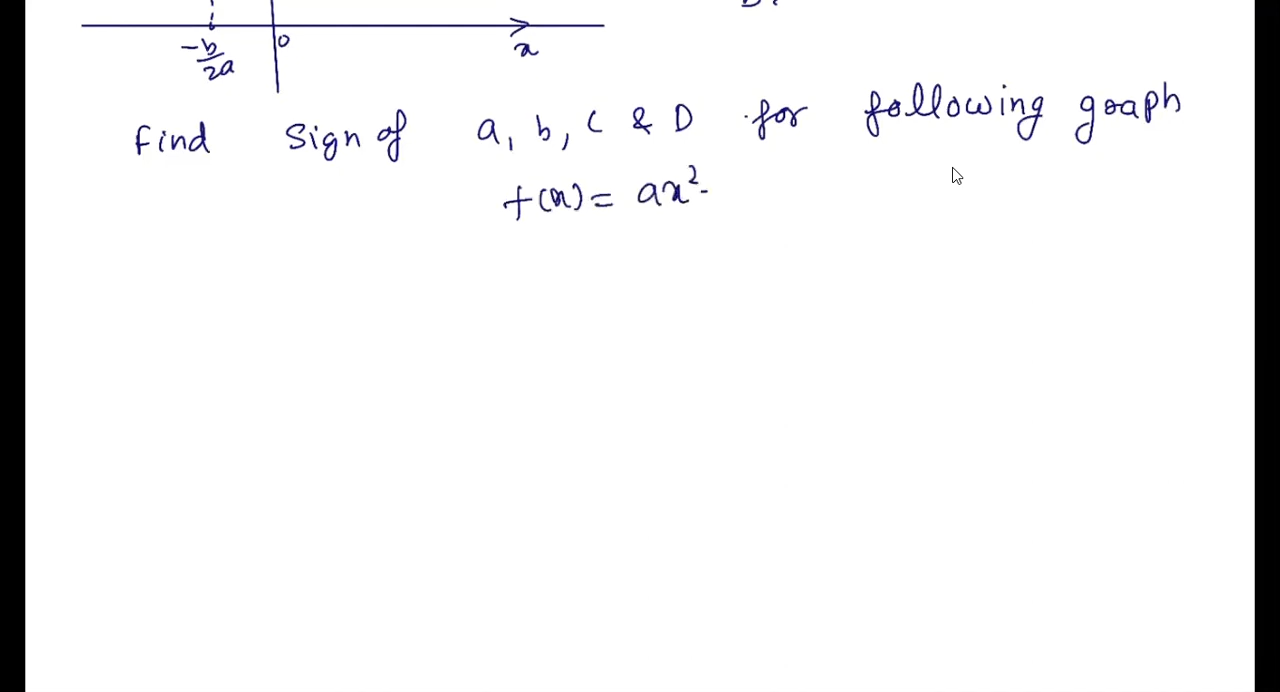 0
-b/2a
x
Find Sign of a, b, c & D for following graph
f(x) = ax²-